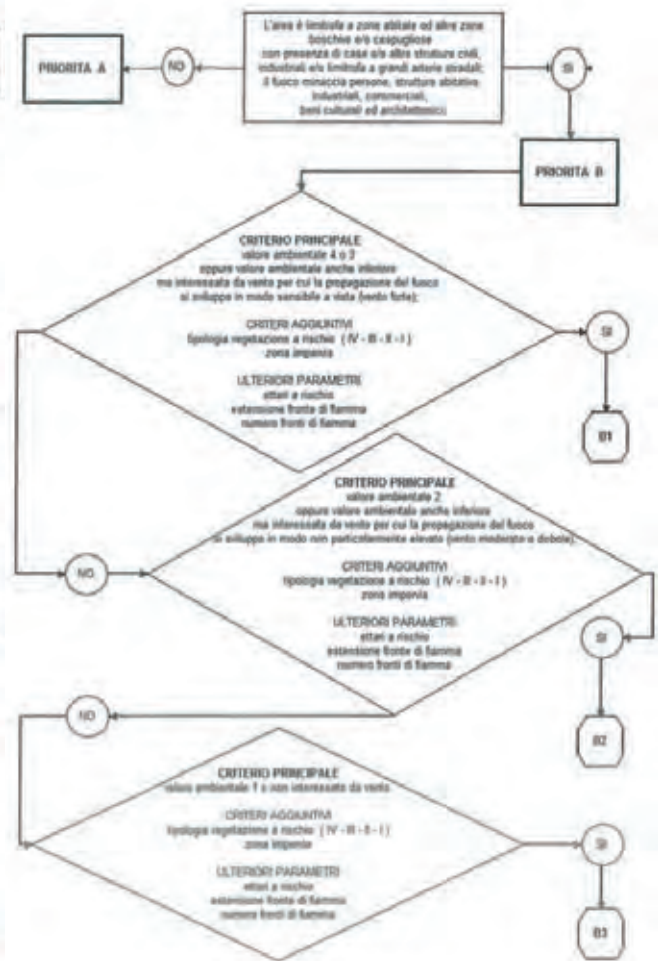 L'area è limitrofa a zone abitate od altre zone
boschive e/o cespugliose
con presenza di case e/o altre strutture civili,
industriali e/o limitrofa a grandi arterie stradali;
il fuoco minaccia persone, strutture abitative
industriali, commerciali,
beni culturali ed architettonici
PRIORITA A
NO
SI
PRIORITA B
CRITERIO PRINCIPALE
valore ambientale 4 o 3
oppure valore ambientale anche inferiore
ma interessata da vento per cui la propagazione del fuoco
si sviluppa in modo sensibile a vista (vento forte);
CRITERI AGGIUNTIVI
tipologia vegetazione a rischio ( IV - III - II - I )
zona impervia
ULTERIORI PARAMETRI
ettari a rischio
estensione fronte di fiamma
numero fronti di fiamma
SI
B1
CRITERIO PRINCIPALE
valore ambientale 2
oppure valore ambientale anche inferiore
ma interessata da vento per cui la propagazione del fuoco
si sviluppa in modo non particolarmente elevato (vento moderato o debole);
CRITERI AGGIUNTIVI
tipologia vegetazione a rischio ( IV - III - II - I )
zona impervia
ULTERIORI PARAMETRI
ettari a rischio
estensione fronte di fiamma
numero fronti di fiamma
NO
SI
B2
NO
CRITERIO PRINCIPALE
valore ambientale 1 o non interessato da vento
CRITERI AGGIUNTIVI
tipologia vegetazione a rischio ( IV - III - II - I )
zona impervia
ULTERIORI PARAMETRI
ettari a rischio
estensione fronte di fiamma
numero fronti di fiamma
SI
B3